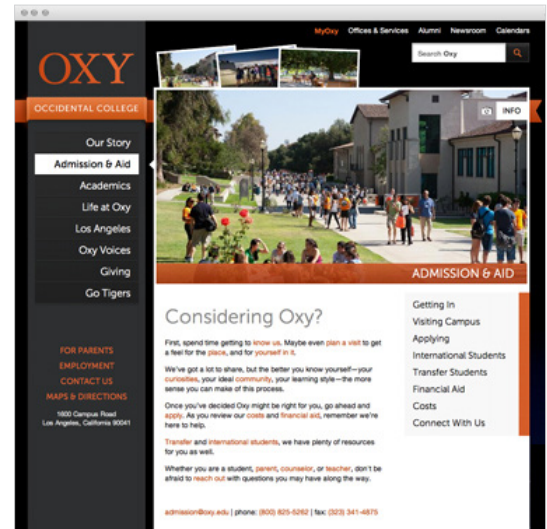 MyOxy Offices & Services Alumni Newsroom Calendars
Search Oxy
OXY
OCCIDENTAL COLLEGE
INFO
Our Story
Admission & Aid
Academics
Life at Oxy
Los Angeles
Oxy Voices
Giving
Go Tigers
FOR PARENTS
EMPLOYMENT
CONTACT US
MAPS & DIRECTIONS
1600 Campus Road
Los Angeles, California 90041
ADMISSION & AID
Considering Oxy?
First, spend time getting to know us. Maybe even plan a visit to get
a feel for the place, and for yourself in it.
We've got a lot to share, but the better you know yourself—your
curiosities, your ideal community, your learning style—the more
sense you can make of this process.
Once you've decided Oxy might be right for you, go ahead and
apply. As you review our costs and financial aid, remember we're
here to help.
Transfer and international students, we have plenty of resources
for you as well.
Whether you are a student, parent, counselor, or teacher, don't be
afraid to reach out with questions you may have along the way.
admission@oxy.edu | phone: (800) 825-5262 | fax: (323) 341-4875
Getting In
Visiting Campus
Applying
International Students
Transfer Students
Financial Aid
Costs
Connect With Us